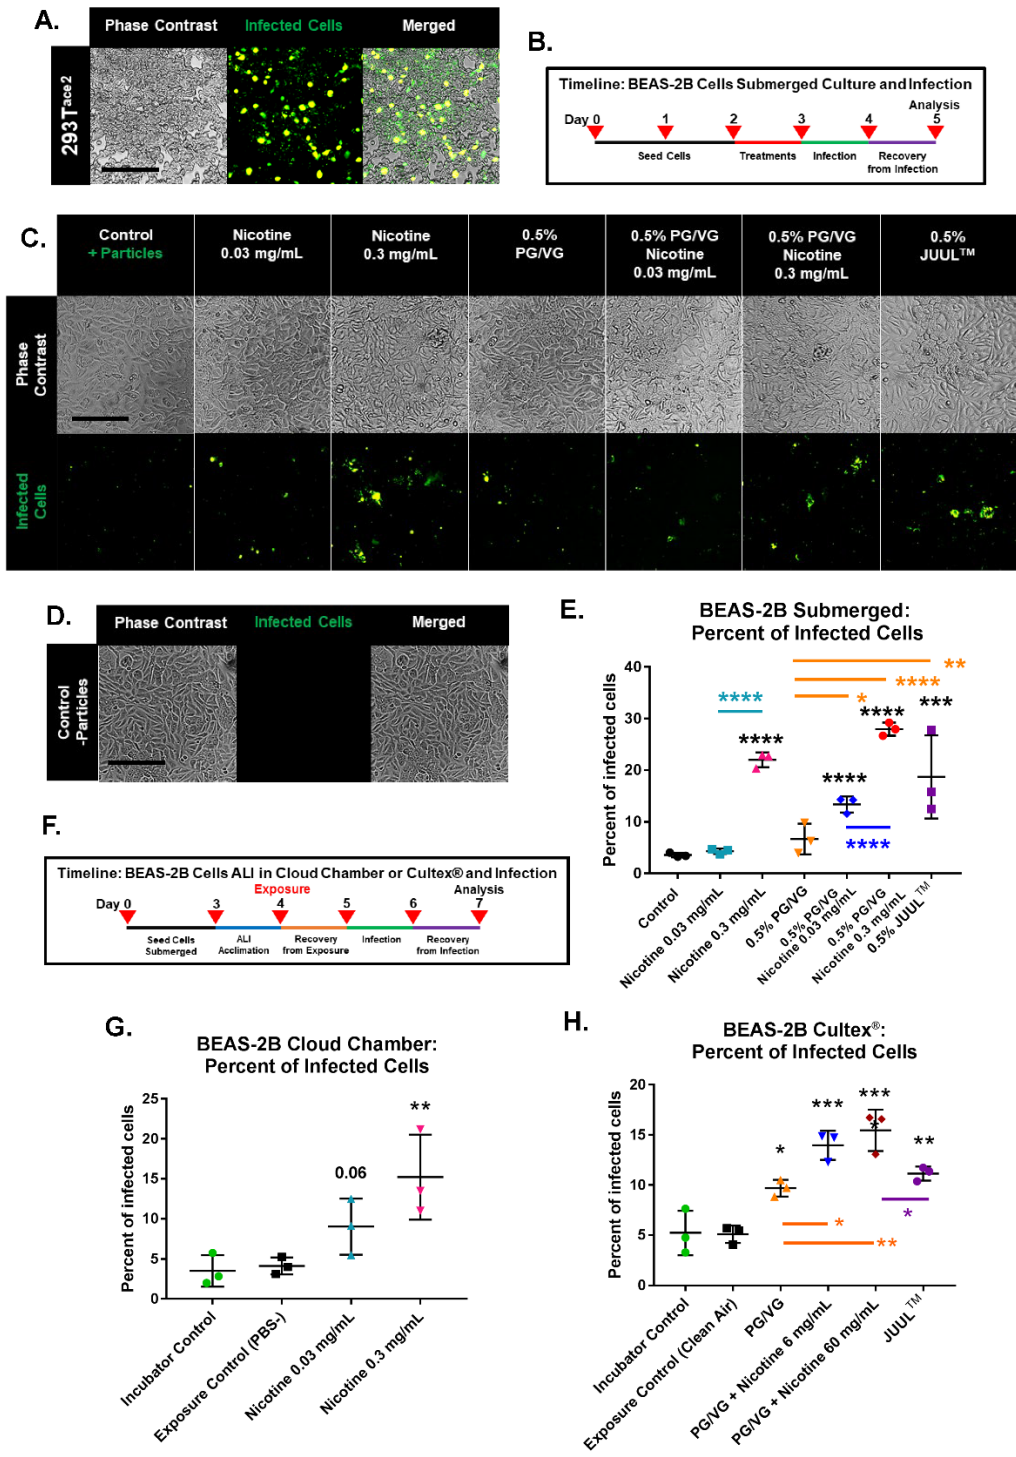 A.
Phase Contrast
Infected Cells
Merged
293Tace2
B.
Timeline: BEAS-2B Cells Submerged Culture and Infection
Analysis
Day 0 1 2 3 4 5
Seed Cells
Treatments
Infection
Recovery
from Infection
C.
Control
+ Particles
Nicotine
0.03 mg/mL
Nicotine
0.3 mg/mL
0.5%
PG/VG
0.5% PG/VG
Nicotine
0.03 mg/mL
0.5% PG/VG
Nicotine
0.3 mg/mL
0.5%
JUUL™
Phase
Contrast
Infected
Cells
D.
Phase Contrast
Infected Cells
Merged
Control
-Particles
E.
BEAS-2B Submerged:
Percent of Infected Cells
Percent of infected cells
40
30
20
10
0
****
****
****
****
***
**
****
*
****
Control
Nicotine 0.03 mg/mL
Nicotine 0.3 mg/mL
0.5% PG/VG
0.5% PG/VG
Nicotine 0.03 mg/mL
0.5% PG/VG
Nicotine 0.3 mg/mL
0.5% JUUL™
F.
Timeline: BEAS-2B Cells ALI in Cloud Chamber or Cultex® and Infection
Exposure
Analysis
Day 0 3 4 5 6 7
Seed Cells
Submerged
ALI
Acclimation
Recovery
from Exposure
Infection
Recovery
from Infection
G.
BEAS-2B Cloud Chamber:
Percent of Infected Cells
Percent of infected cells
25
20
15
10
5
0
0.06
**
Incubator Control
Exposure Control (PBS-)
Nicotine 0.03 mg/mL
Nicotine 0.3 mg/mL
H.
BEAS-2B Cultex®:
Percent of Infected Cells
Percent of infected cells
20
15
10
5
0
*
***
***
*
**
*
**
*
Incubator Control
Exposure Control (Clean Air)
PG/VG
PG/VG + Nicotine 6 mg/mL
PG/VG + Nicotine 60 mg/mL
JUUL™